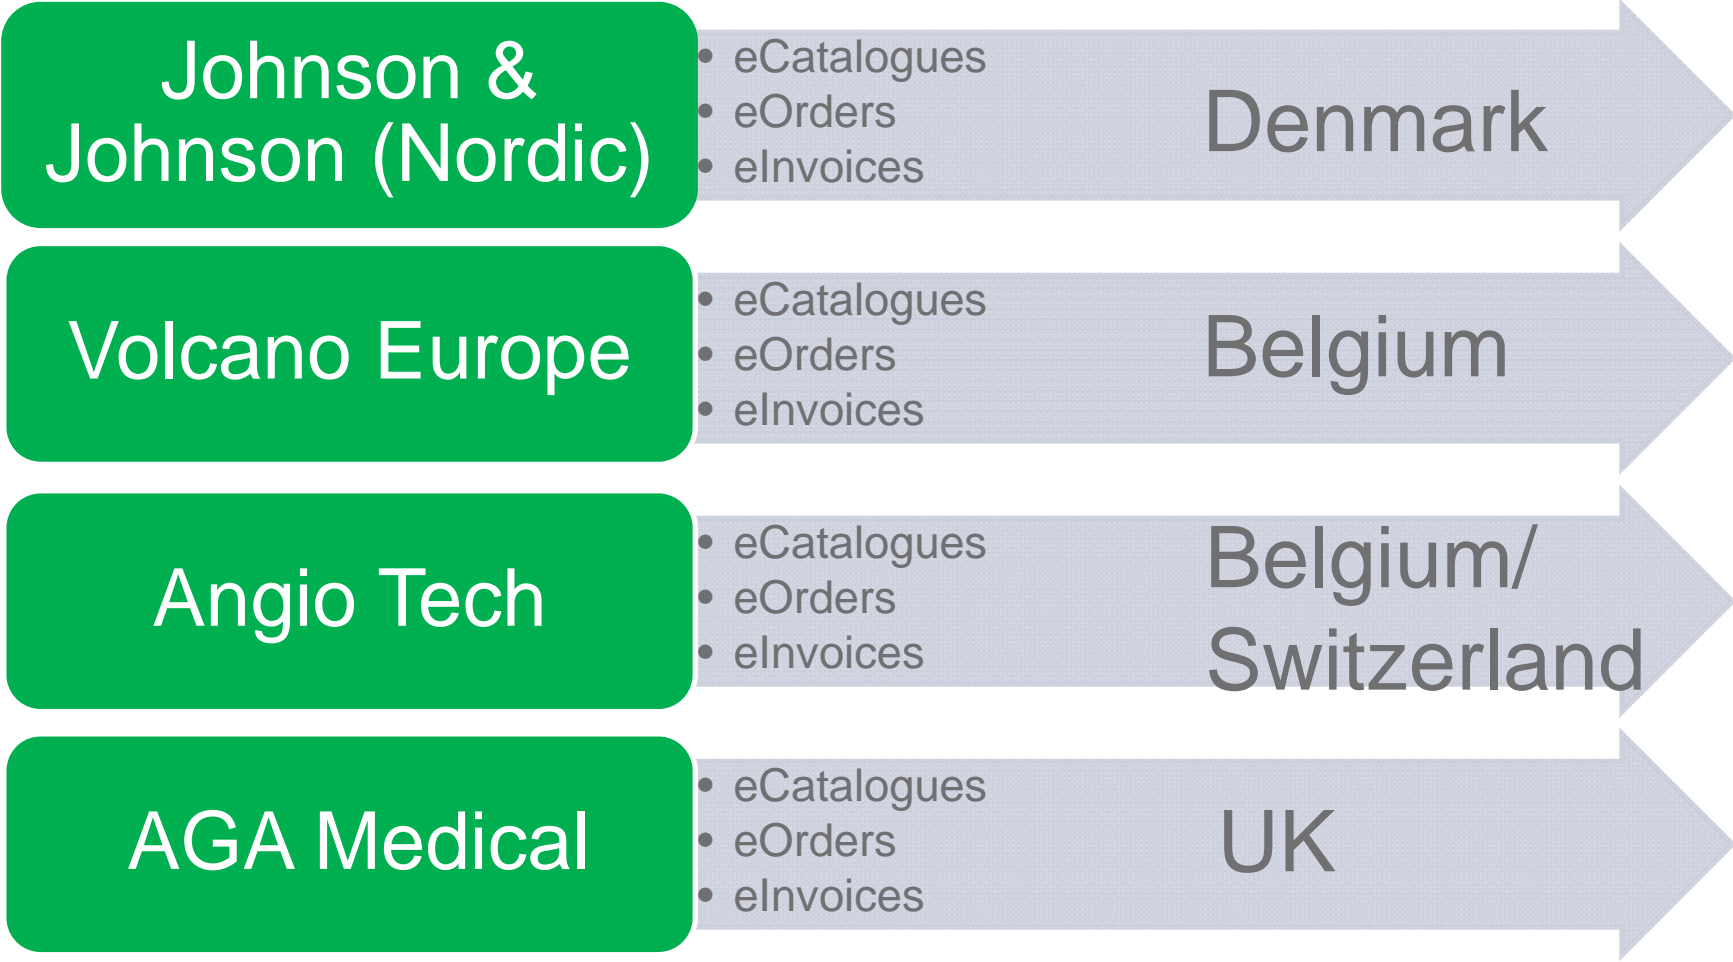 Johnson &
Johnson (Nordic)
• eCatalogues
• eOrders
• eInvoices
Denmark
Volcano Europe
• eCatalogues
• eOrders
• eInvoices
Belgium
Angio Tech
• eCatalogues
• eOrders
• eInvoices
Belgium/
Switzerland
AGA Medical
• eCatalogues
• eOrders
• eInvoices
UK